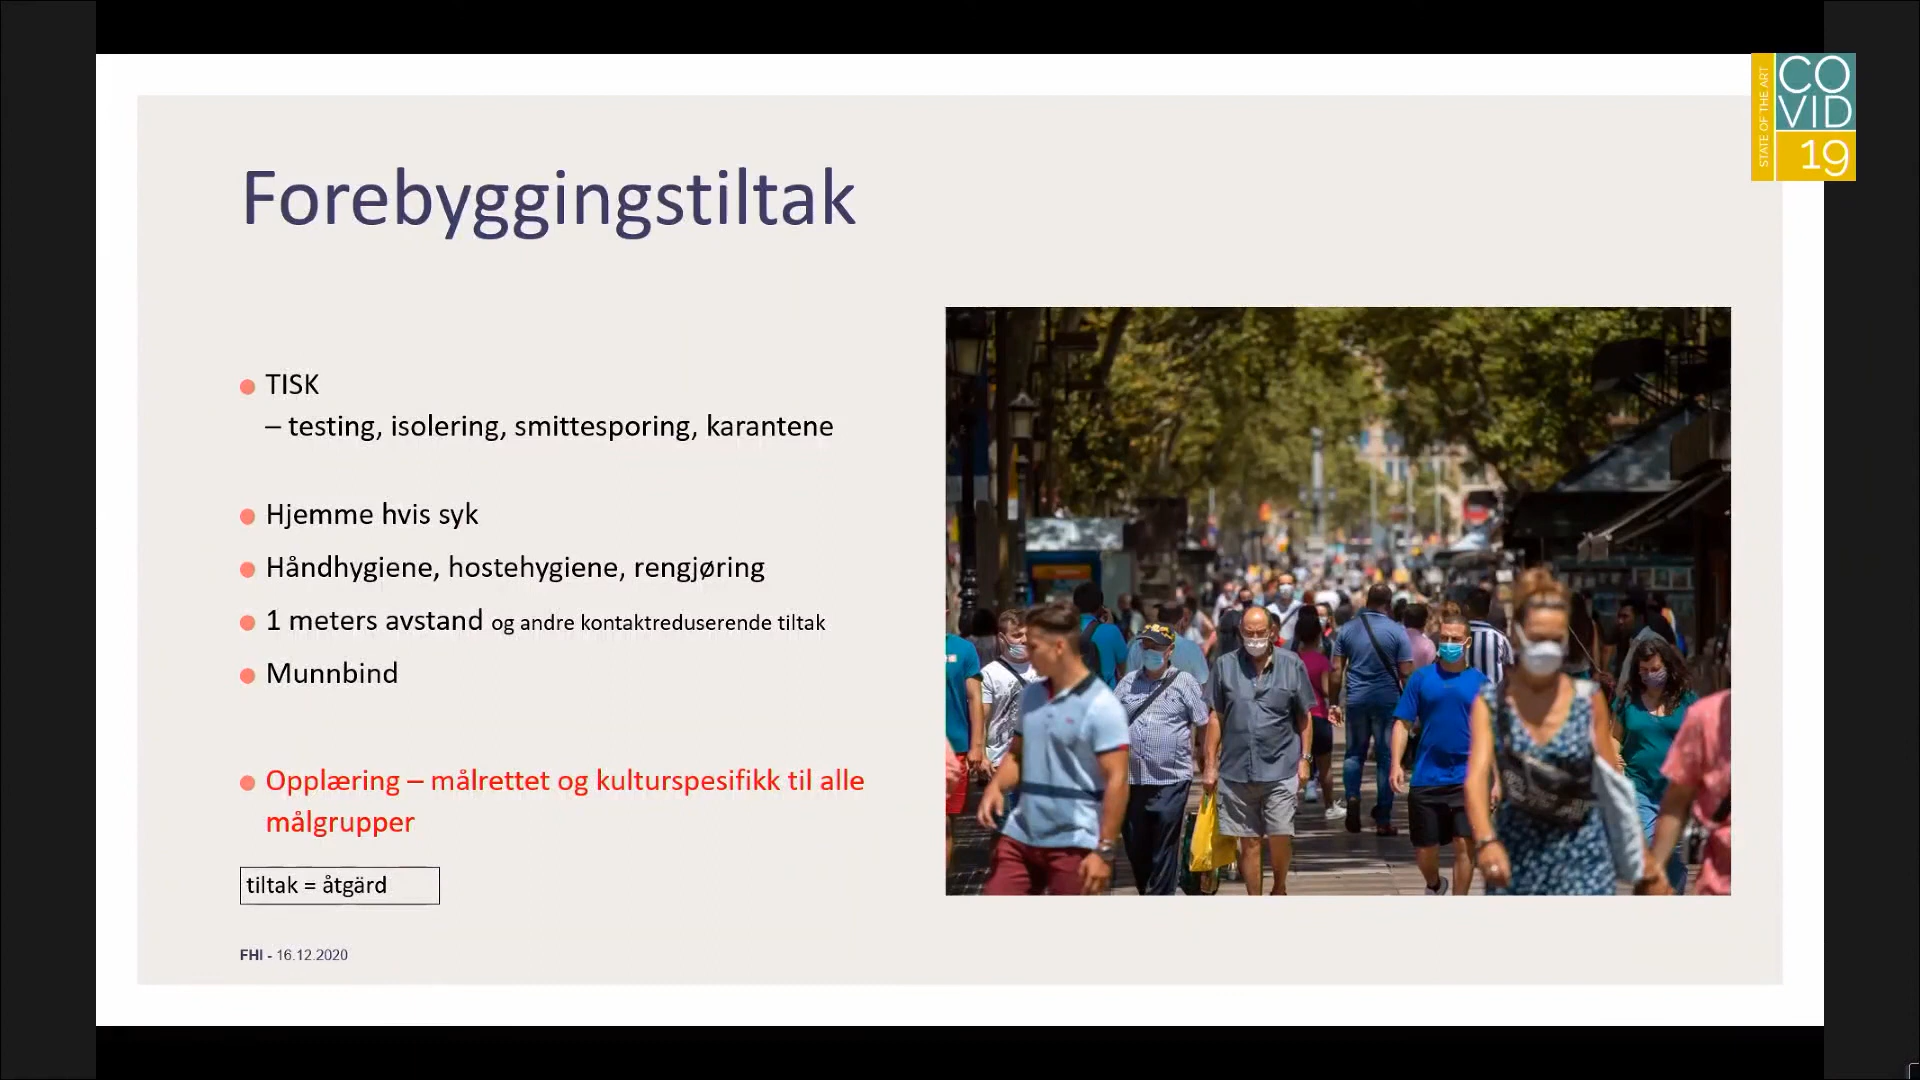 Forebyggingstiltak
TISK
– testing, isolering, smittesporing, karantene
Hjemme hvis syk
Håndhygiene, hostehygiene, rengjøring
1 meters avstand og andre kontaktreduserende tiltak
Munnbind
Opplæring – målrettet og kulturspesifikk til alle
målgrupper
tiltak = åtgärd
FHI - 16.12.2020
STATE OF THE ART
CO
VID
19